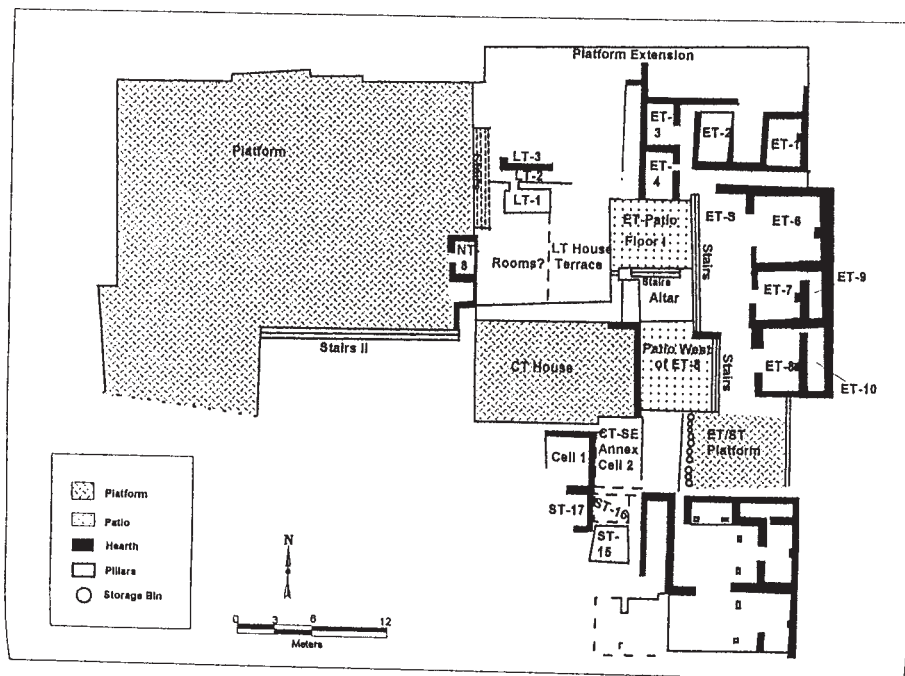 Platform Extension
ET-
3
ET-2
ET-1
Platform
Stairs
LT-3
LT-2
LT-1
ET-
4
ET-Patio
Floor I
ET-S
ET-6
NT
8
Rooms?
LT House
Terrace
Stairs
Stairs
Altar
ET-7
ET-9
Stairs II
CT House
Patio West
of ET-8
Stairs
ET-8
ET-10
CT-SE
Annex
Cell 2
Cell 1
ET/ST
Platform
ST-17
ST-16
ST-
15
Platform
Patio
Hearth
Pillars
Storage Bin
N
0 3 6 12
Meters